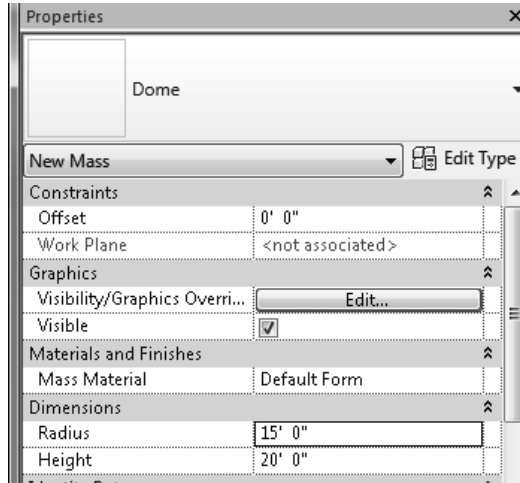 Properties
Dome
New Mass Edit Type
Constraints
Offset 0' 0"
Work Plane <not associated>
Graphics
Visibility/Graphics Overri... Edit...
Visible
Materials and Finishes
Mass Material Default Form
Dimensions
Radius 15' 0"
Height 20' 0"